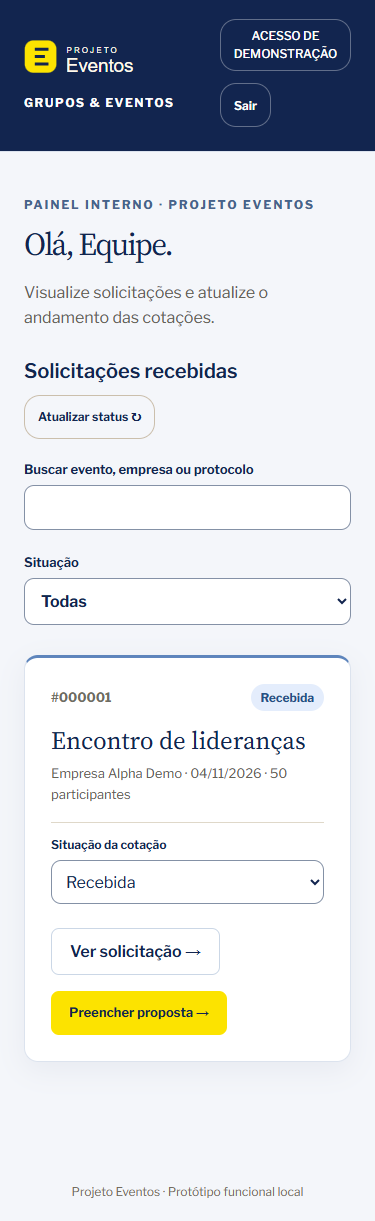 PROJETO
Eventos
GRUPOS & EVENTOS
ACESSO DE
DEMONSTRAÇÃO
Sair
PAINEL INTERNO · PROJETO EVENTOS
Olá, Equipe.
Visualize solicitações e atualize o
andamento das cotações.
Solicitações recebidas
Atualizar status ↻
Buscar evento, empresa ou protocolo
Situação
Todas
#000001
Recebida
Encontro de lideranças
Empresa Alpha Demo · 04/11/2026 · 50
participantes
Situação da cotação
Recebida
Ver solicitação →
Preencher proposta →
Projeto Eventos · Protótipo funcional local